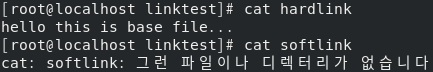 [root@localhost linktest]# cat hardlink
hello this is base file...
[root@localhost linktest]# cat softlink
cat: softlink: 그런 파일이나 디렉터리가 없습니다